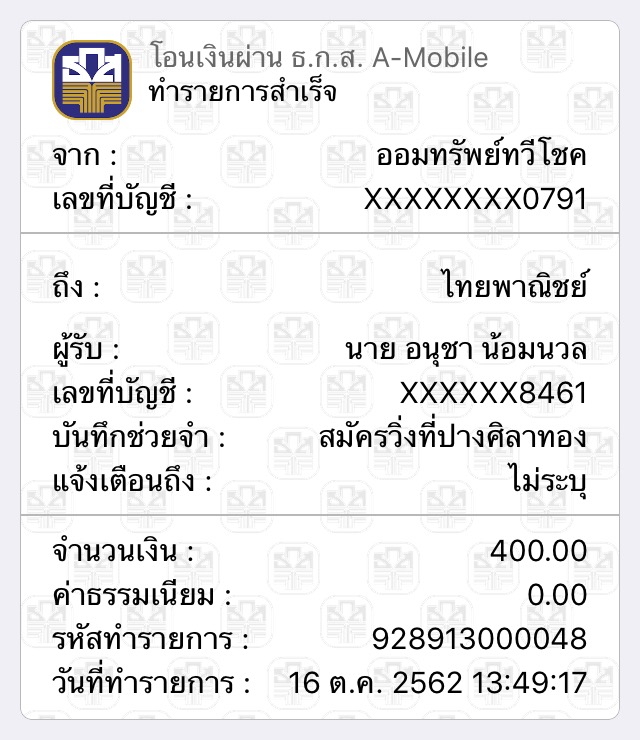 โอนเงินผ่าน ธ.ก.ส. A-Mobile
ทำรายการสำเร็จ
จาก : ออมทรัพย์ทวีโชค
เลขที่บัญชี : XXXXXXXX0791
ถึง : ไทยพาณิชย์
ผู้รับ : นาย อนุชา น้อมนวล
เลขที่บัญชี : XXXXXX8461
บันทึกช่วยจำ : สมัครวิ่งที่ปางศิลาทอง
แจ้งเตือนถึง : ไม่ระบุ
จำนวนเงิน : 400.00
ค่าธรรมเนียม : 0.00
รหัสทำรายการ : 928913000048
วันที่ทำรายการ : 16 ต.ค. 2562 13:49:17